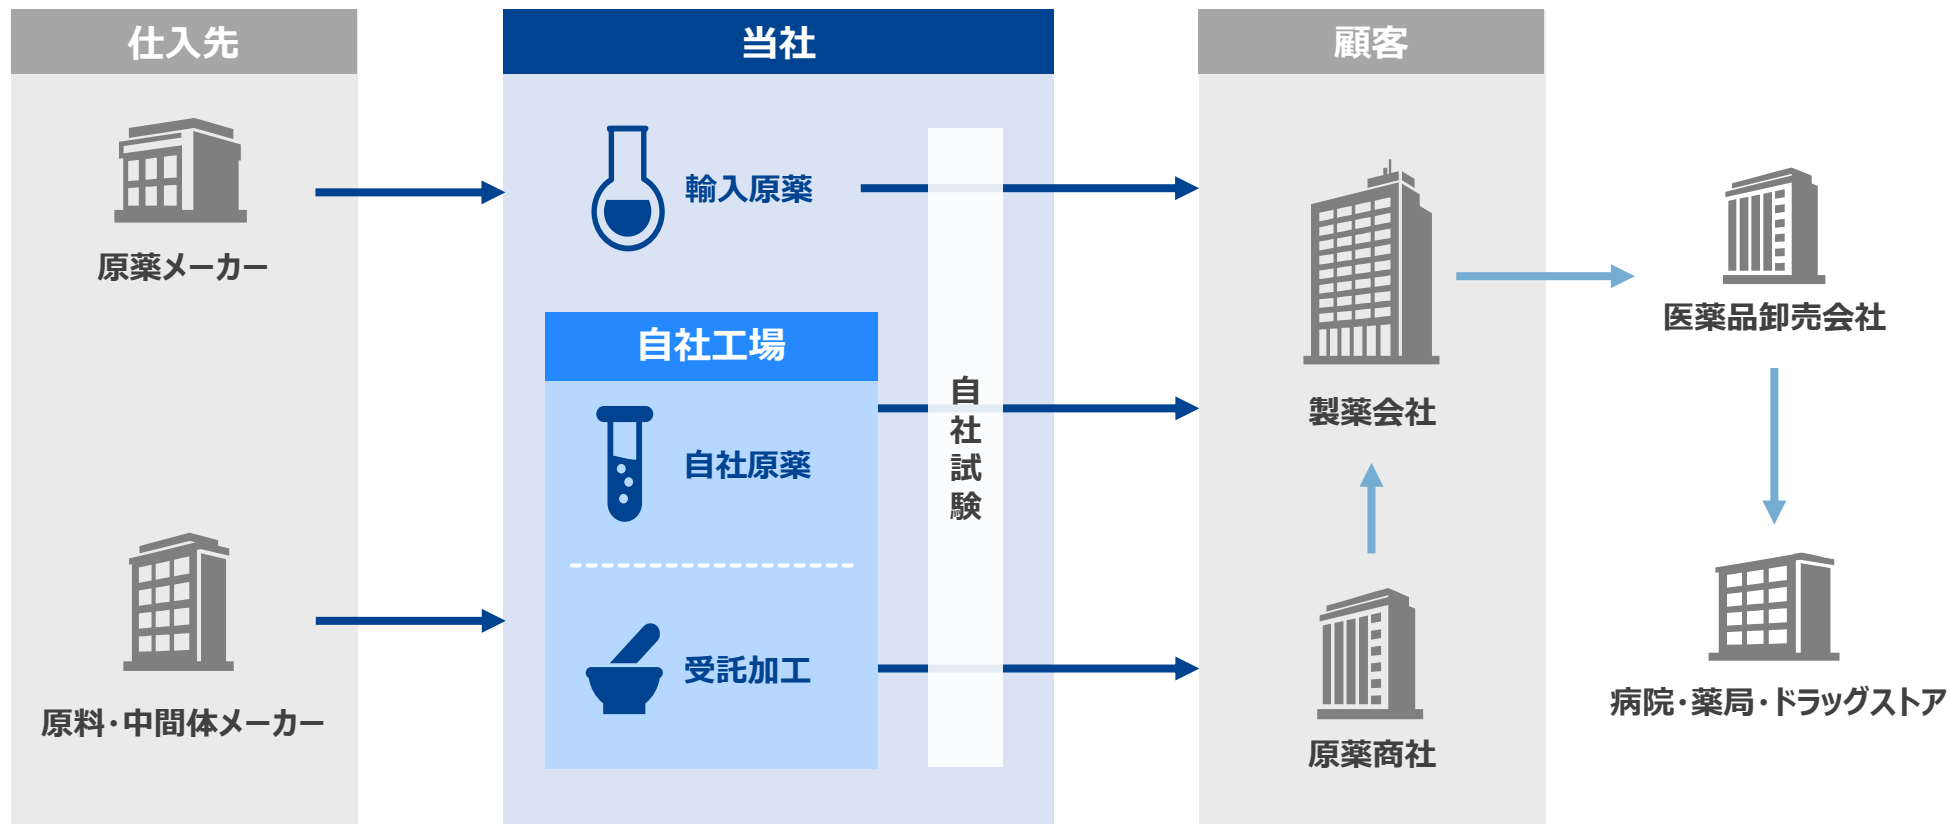 仕入先
原薬メーカー
原料・中間体メーカー
当社
輸入原薬
自社工場
自社原薬
受託加工
自社試験
顧客
製薬会社
原薬商社
医薬品卸売会社
病院・薬局・ドラッグストア